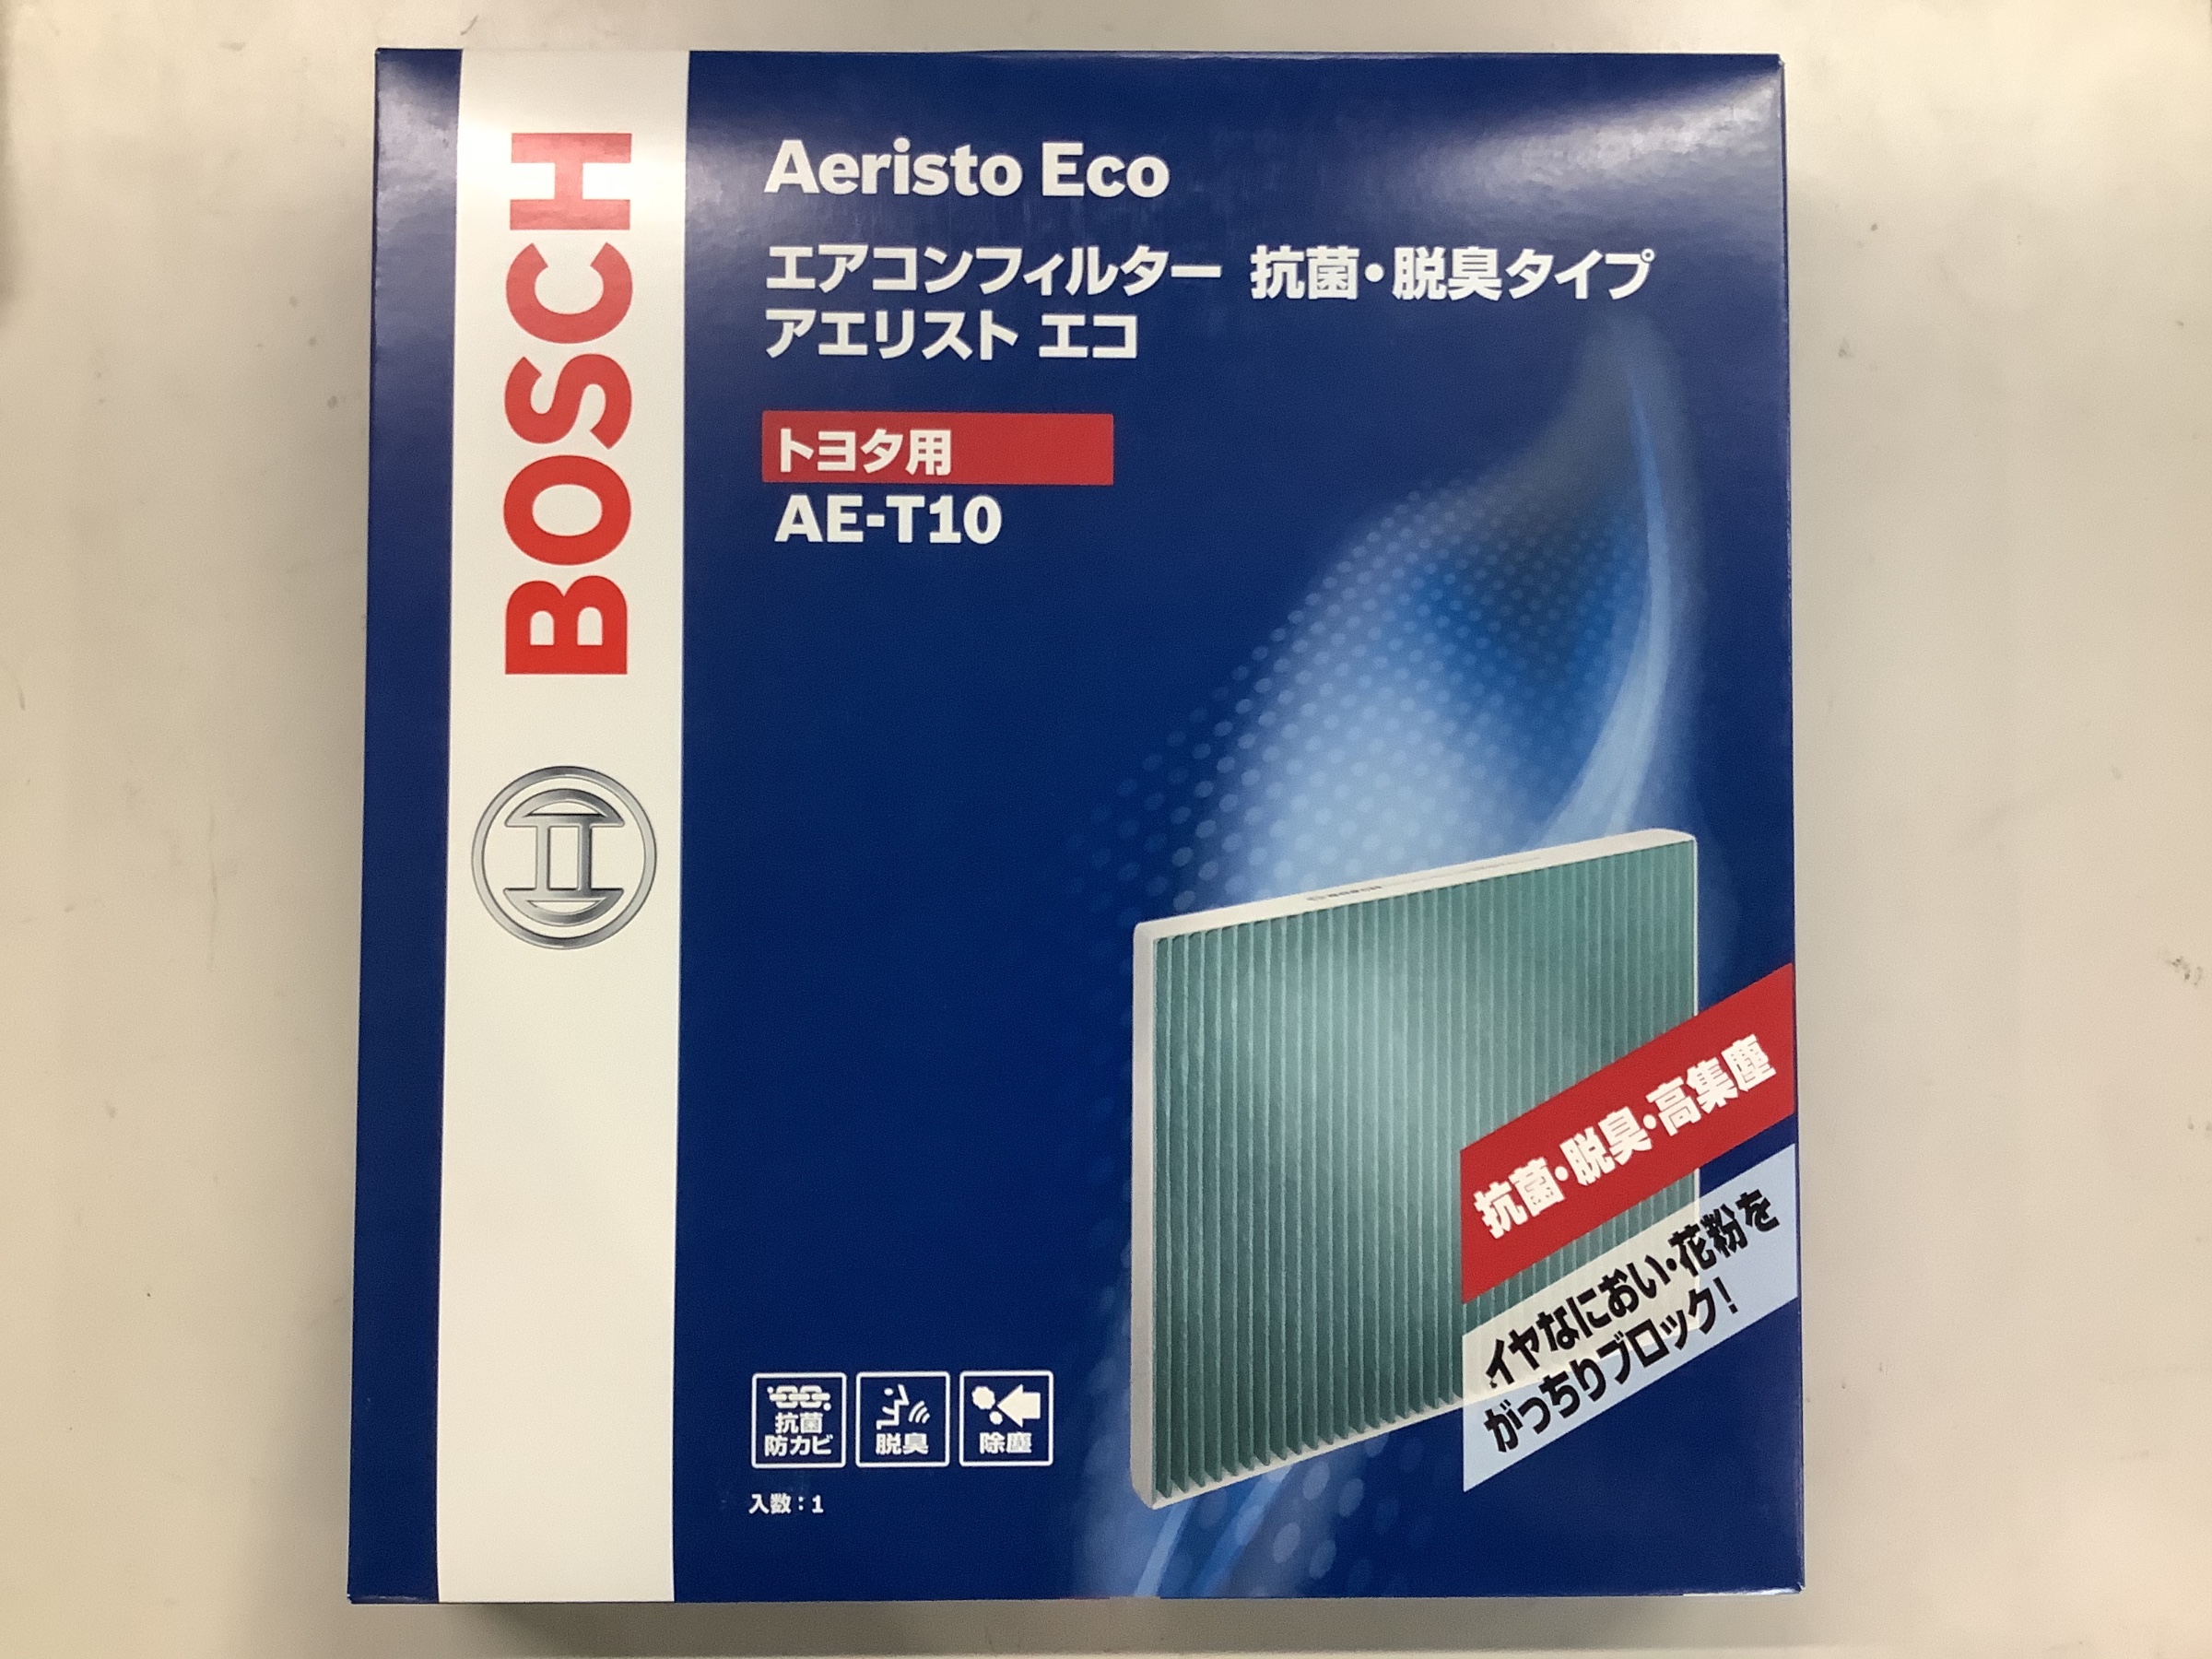 BOSCH
Aeristo Eco
エアコンフィルター 抗菌・脱臭タイプ
アエリスト エコ
トヨタ用
AE-T10
抗菌・脱臭・高集塵
イヤなにおい・花粉を
がっちりブロック!
抗菌
防カビ
脱臭
除塵
入数:1